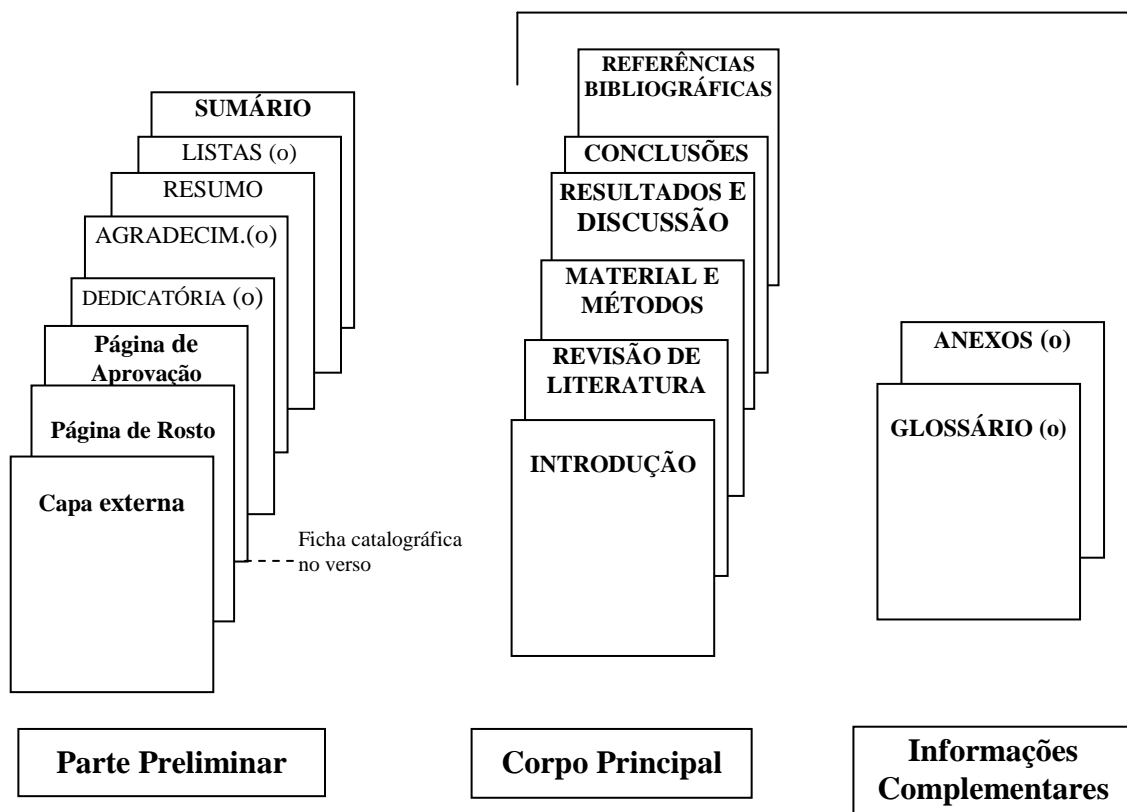 SUMÁRIO
LISTAS (o)
RESUMO
AGRADECIM.(o)
DEDICATÓRIA (o)
Página de
Aprovação
Página de Rosto
Capa externa
Ficha catalográfica
no verso
Parte Preliminar
REFERÊNCIAS
BIBLIOGRÁFICAS
CONCLUSÕES
RESULTADOS E
DISCUSSÃO
MATERIAL E
MÉTODOS
REVISÃO DE
LITERATURA
INTRODUÇÃO
Corpo Principal
ANEXOS (o)
GLOSSÁRIO (o)
Informações
Complementares